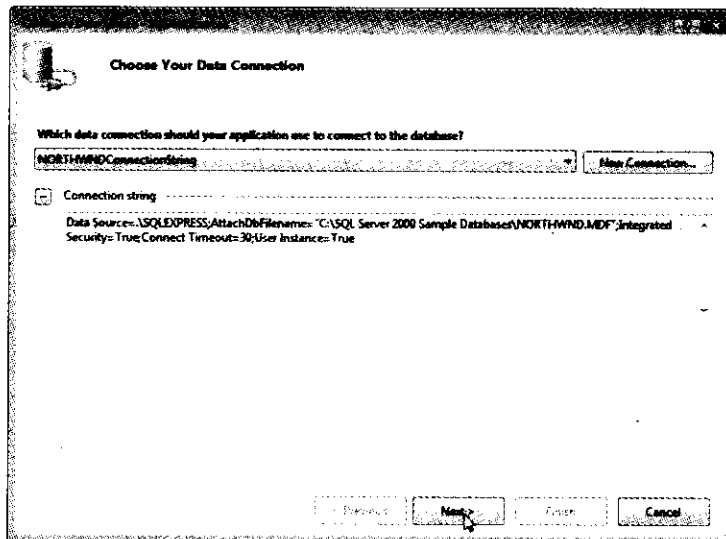 Choose Your Data Connection
Which data connection should your application use to connect to the database?
NORTHWNDConnectionString
New Connection...
Connection string
Data Source=.\SQLEXPRESS;AttachDbFilename="C:\SQL Server 2000 Sample Databases\NORTHWND.MDF";Integrated
Security=True;Connect Timeout=30;User Instance=True
< Previous
Next >
Finish
Cancel